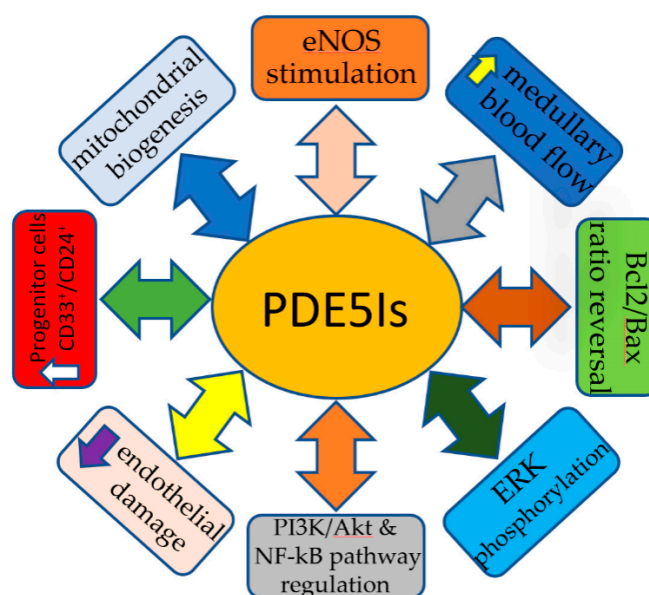 eNOS
stimulation
mitochondrial
biogenesis
medullary
blood flow
PDE5Is
Progenitor cells
CD33⁺/CD24⁺
Bcl2/Bax
ratio reversal
endothelial
damage
PI3K/Akt &
NF-kB pathway
regulation
ERK
phosphorylation